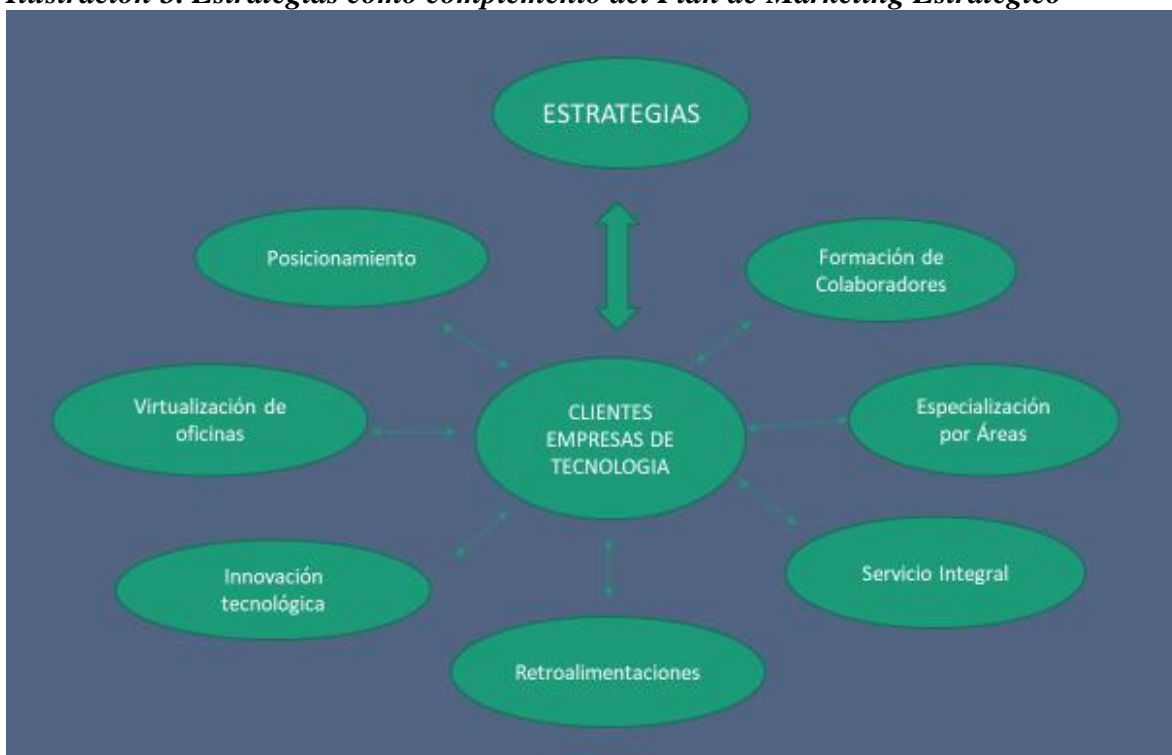 Ilustración 3. Estrategias como complemento del Plan de Marketing Estratégico
ESTRATEGIAS
Posicionamiento
Formación de
Colaboradores
Virtualización de
oficinas
CLIENTES
EMPRESAS DE
TECNOLOGIA
Especialización
por Áreas
Innovación
tecnológica
Servicio Integral
Retroalimentaciones